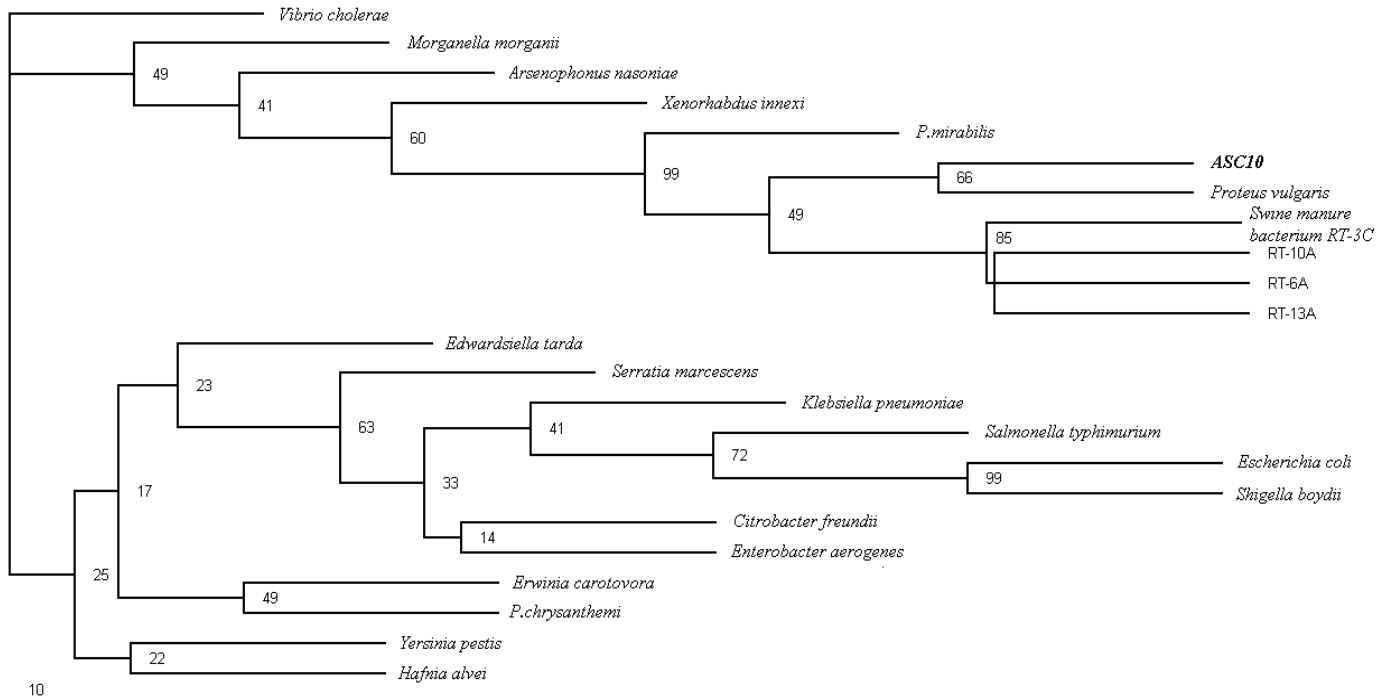 Vibrio cholerae
Morganella morganii
49
Arsenophonus nasoniae
41
Xenorhabdus innexi
60
P.mirabilis
99
ASC10
66
Proteus vulgaris
49
Swine manure
bacterium RT-3C
85
RT-10A
RT-6A
RT-13A
Edwardsiella tarda
23
Serratia marcescens
63
Klebsiella pneumoniae
41
Salmonella typhimurium
72
Escherichia coli
99
33
17
Shigella boydii
Citrobacter freundii
14
Enterobacter aerogenes
25
Erwinia carotovora
49
P.chrysanthemi
Yersinia pestis
22
Hafnia alvei
10